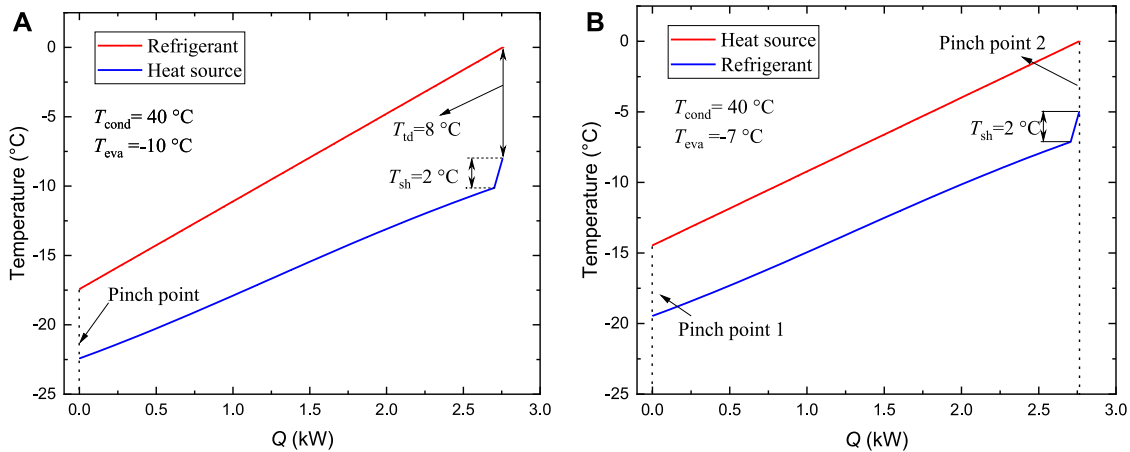 A
Refrigerant
Heat source
T_cond= 40 °C
T_eva=-10 °C
T_td=8 °C
T_sh=2 °C
Pinch point
0
-5
-10
-15
-20
-25
Temperature (°C)
0.0 0.5 1.0 1.5 2.0 2.5 3.0
Q (kW)
B
Heat source
Refrigerant
T_cond= 40 °C
T_eva=-7 °C
Pinch point 2
T_sh=2 °C
Pinch point 1
0
-5
-10
-15
-20
-25
Temperature (°C)
0.0 0.5 1.0 1.5 2.0 2.5 3.0
Q (kW)